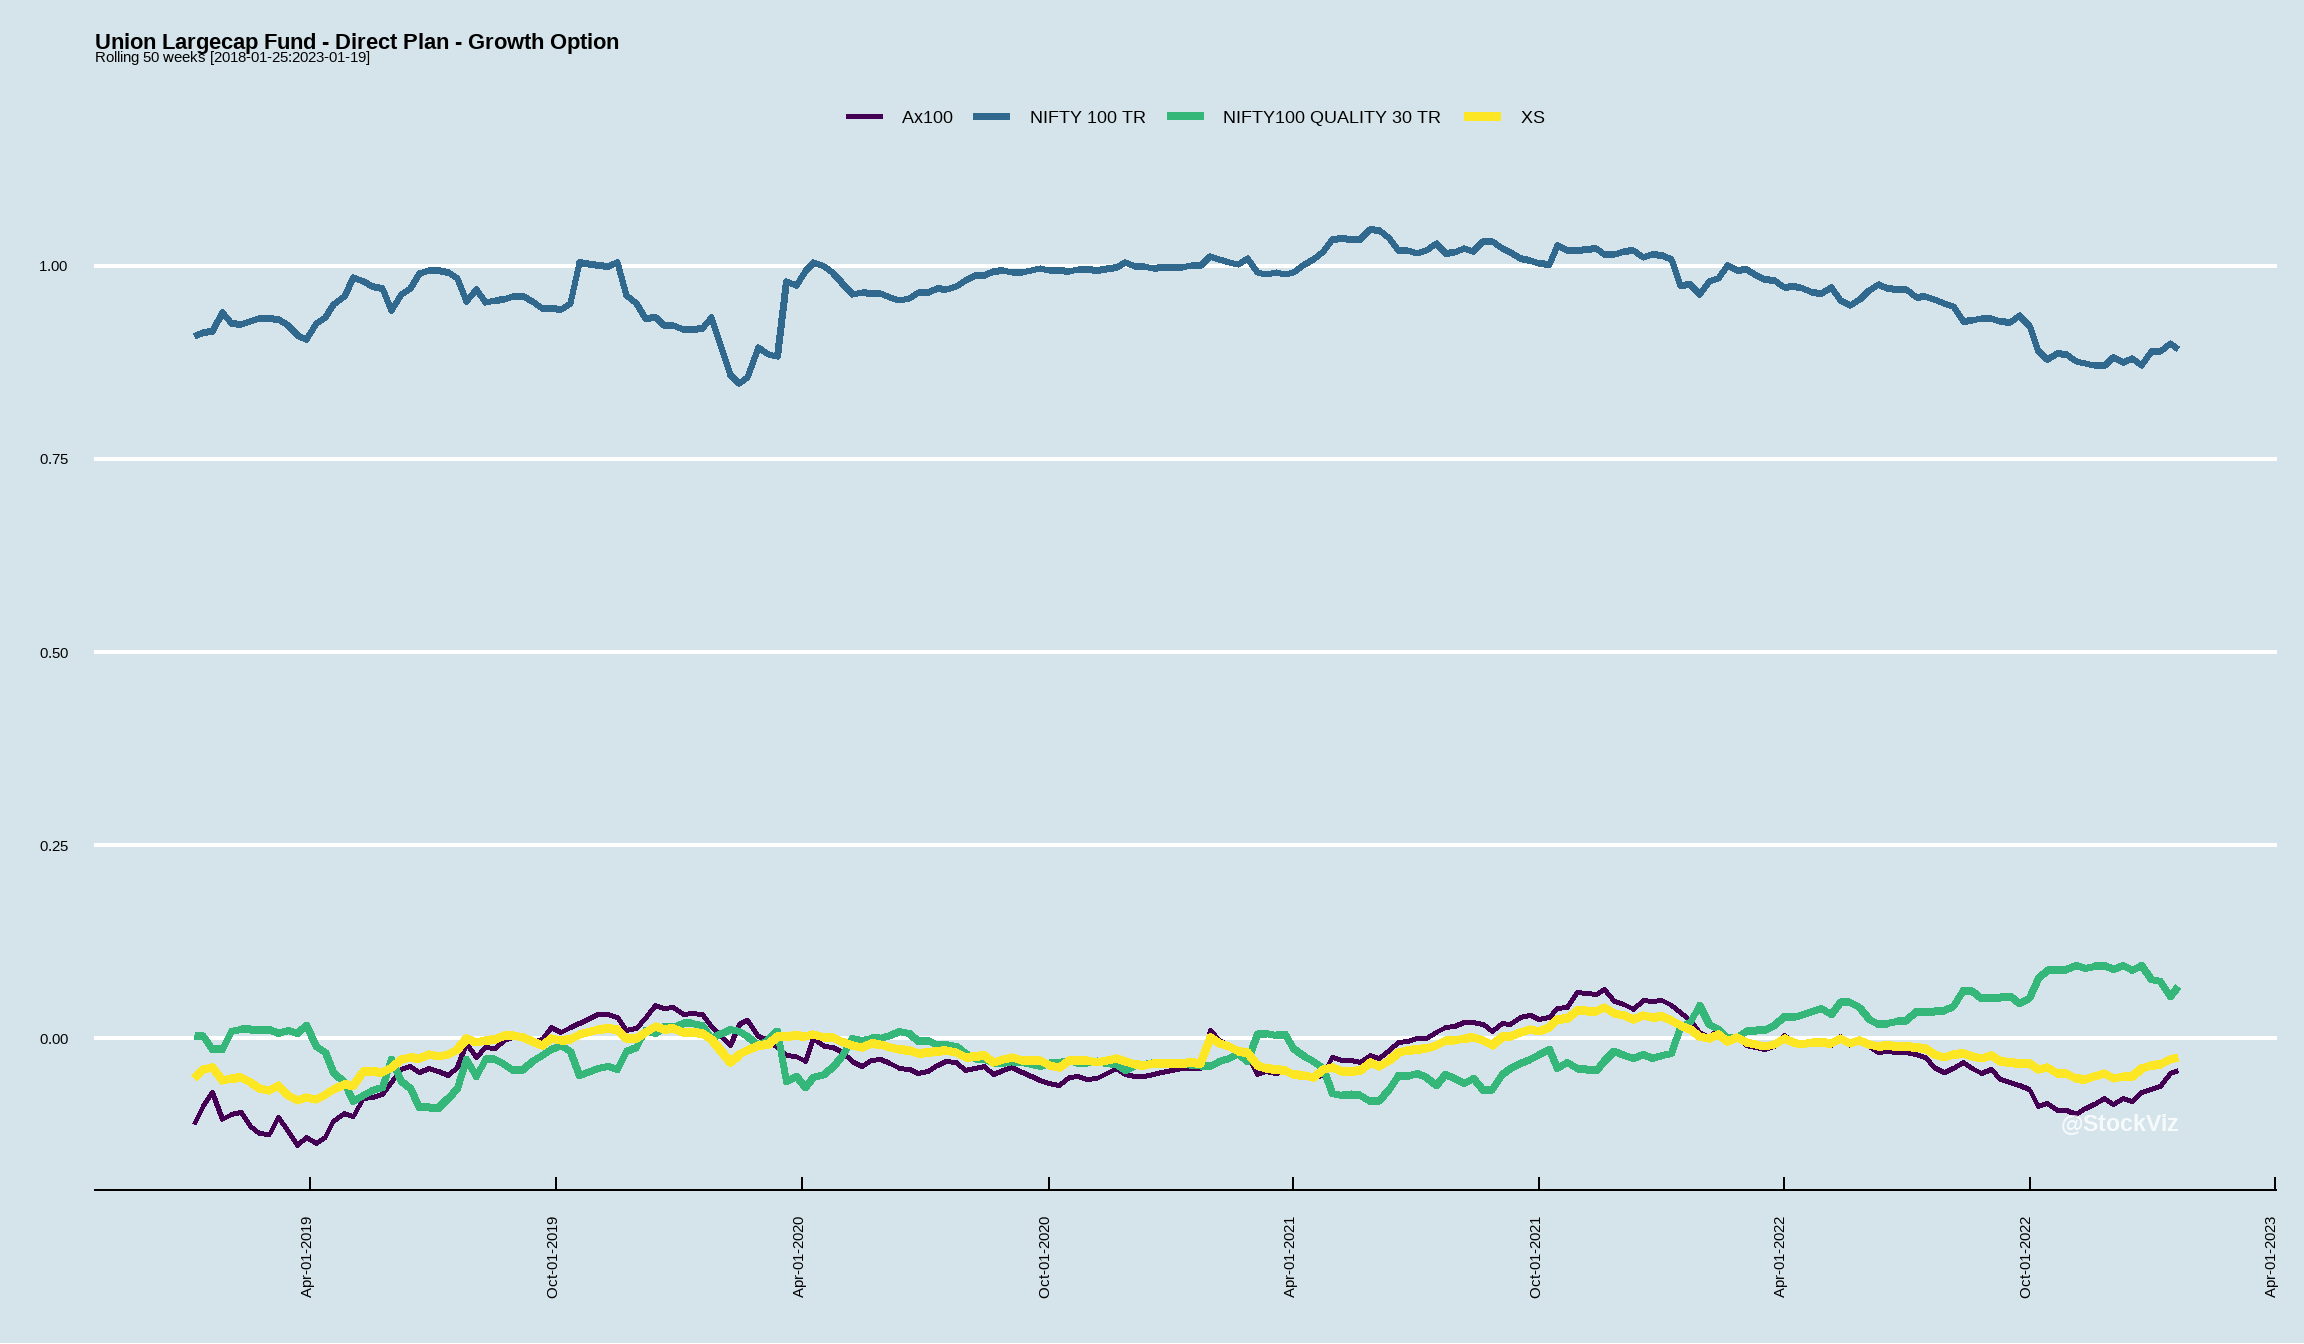 Union Largecap Fund - Direct Plan - Growth Option
Rolling 50 weeks [2018-01-25:2023-01-19]
Ax100 NIFTY 100 TR NIFTY100 QUALITY 30 TR XS
1.00
0.75
0.50
0.25
0.00
@StockViz
Apr-01-2019 Oct-01-2019 Apr-01-2020 Oct-01-2020 Apr-01-2021 Oct-01-2021 Apr-01-2022 Oct-01-2022 Apr-01-2023